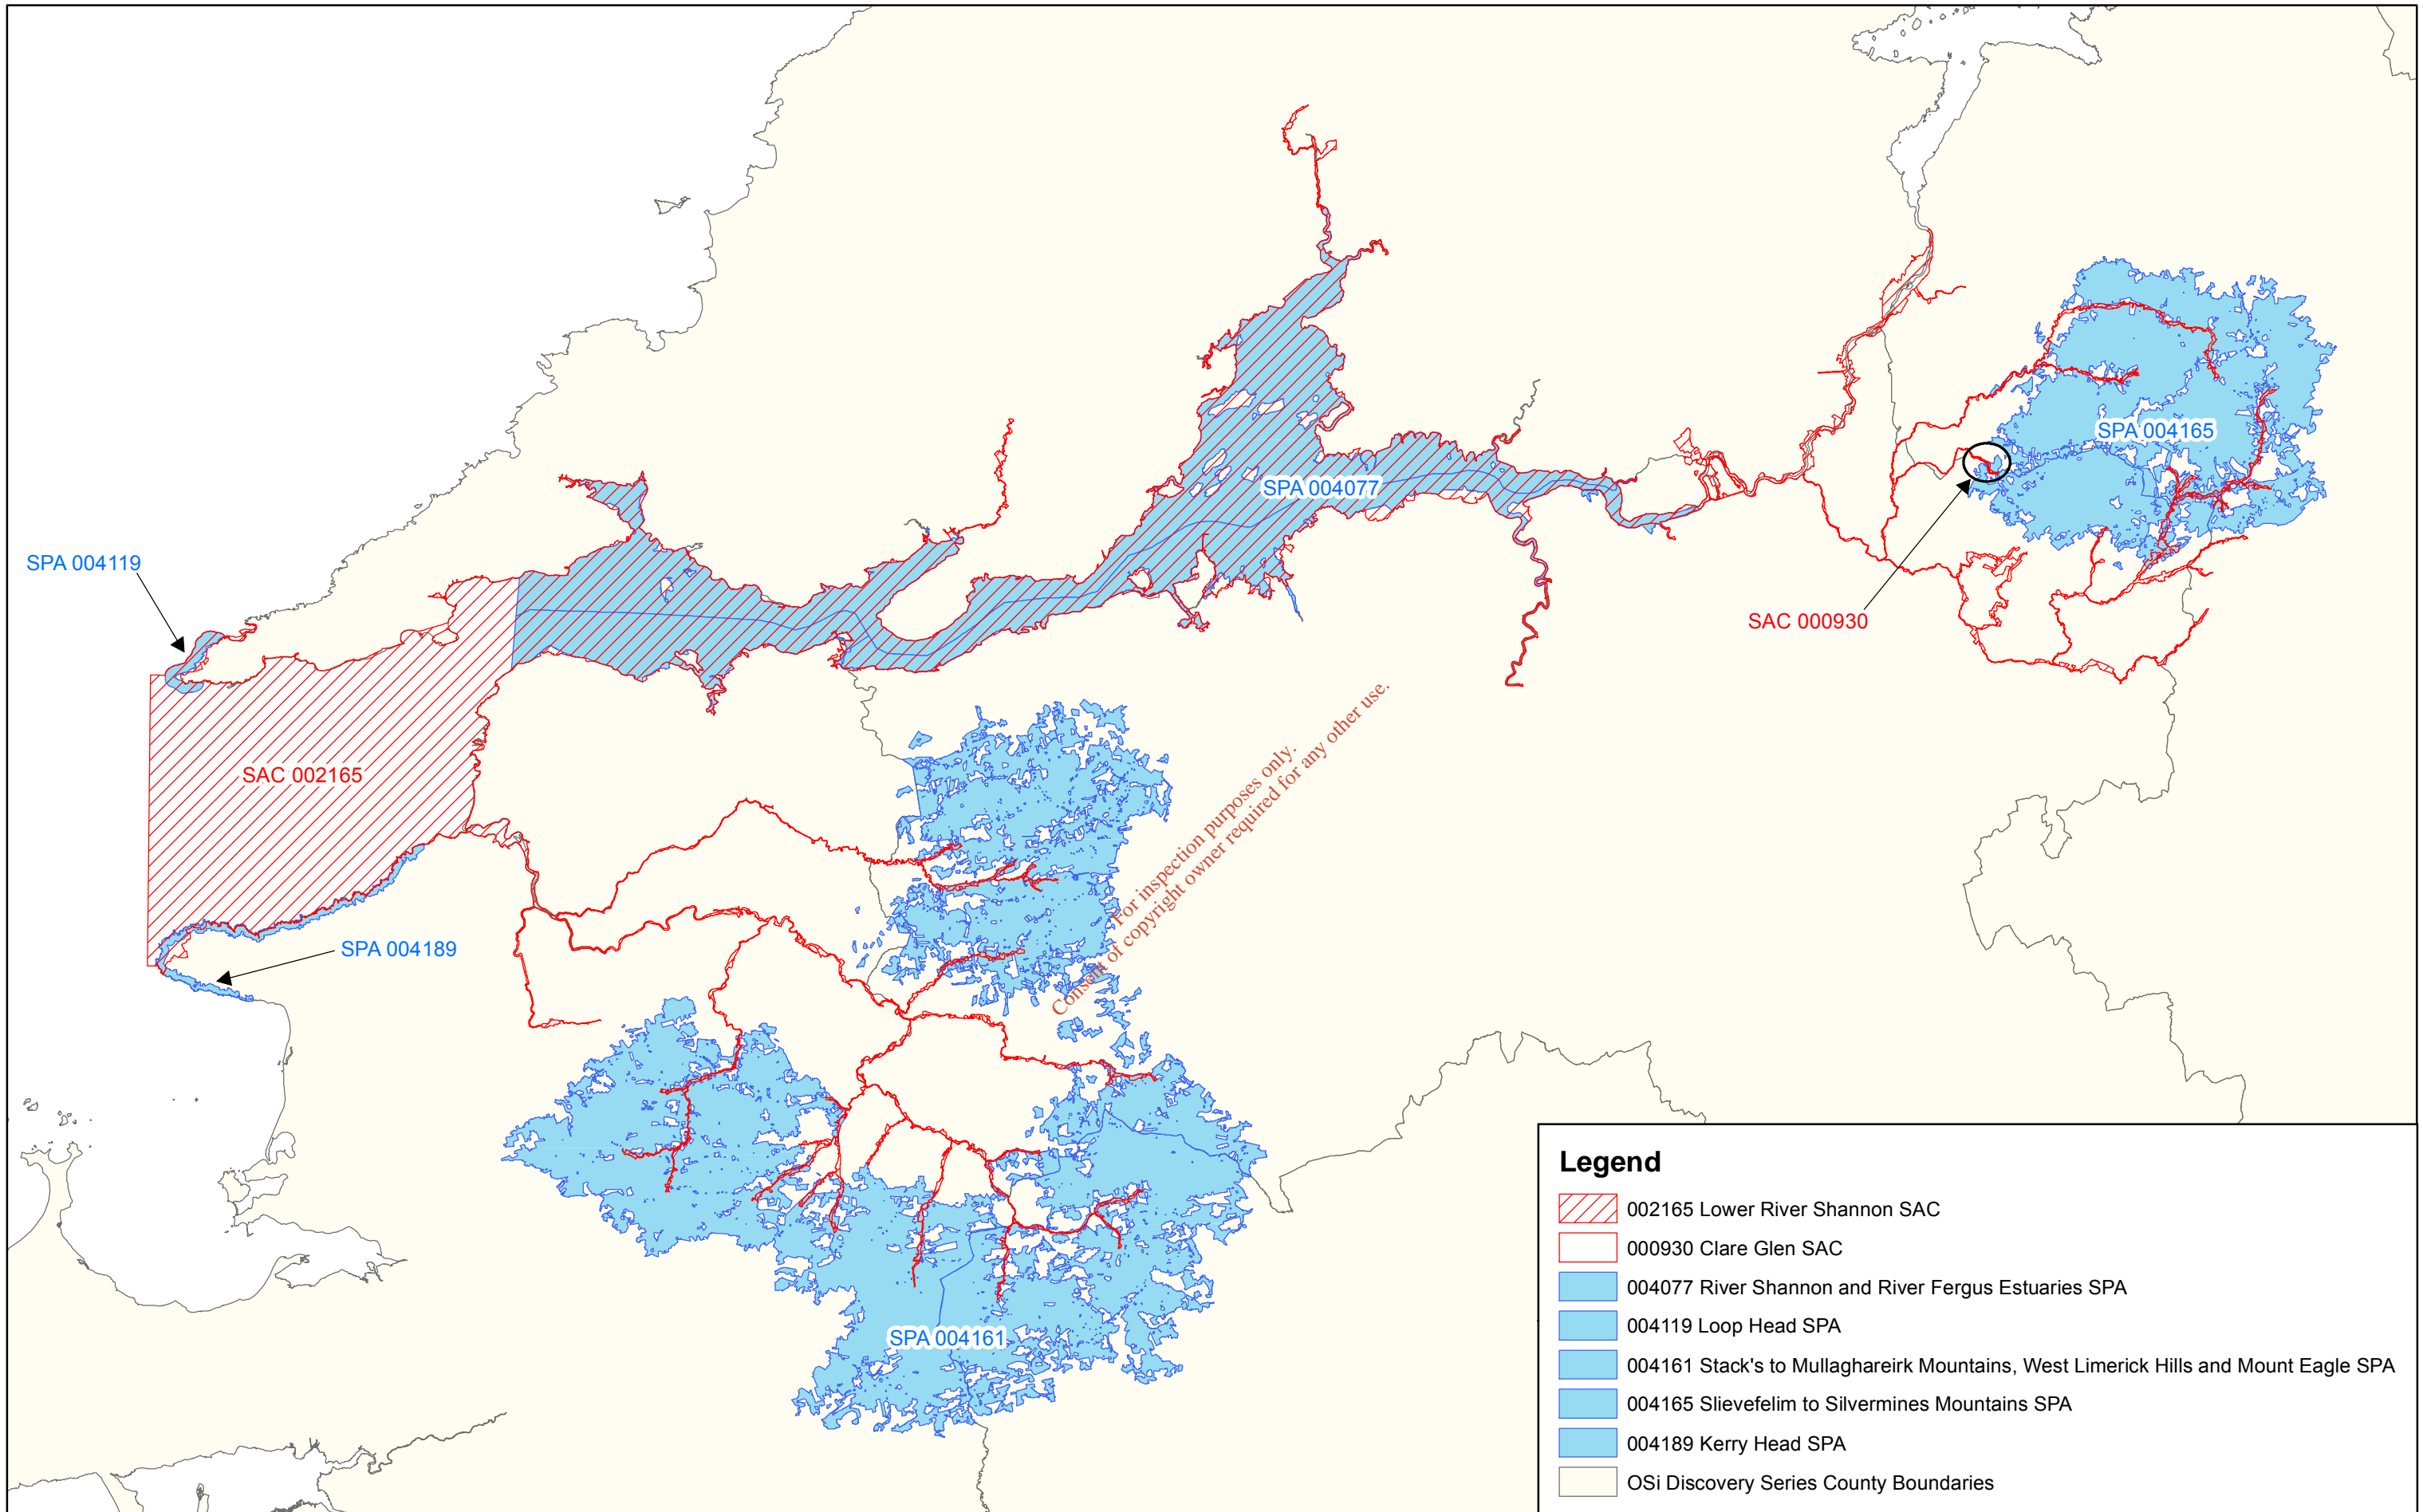 SPA 004165
SPA 004077
SPA 004119
SAC 000930
SAC 002165
For inspection purposes only.
Consent of copyright owner required for any other use.
SPA 004189
SPA 004161
Legend
002165 Lower River Shannon SAC
000930 Clare Glen SAC
004077 River Shannon and River Fergus Estuaries SPA
004119 Loop Head SPA
004161 Stack's to Mullaghareirk Mountains, West Limerick Hills and Mount Eagle SPA
004165 Slievefelim to Silvermines Mountains SPA
004189 Kerry Head SPA
OSi Discovery Series County Boundaries